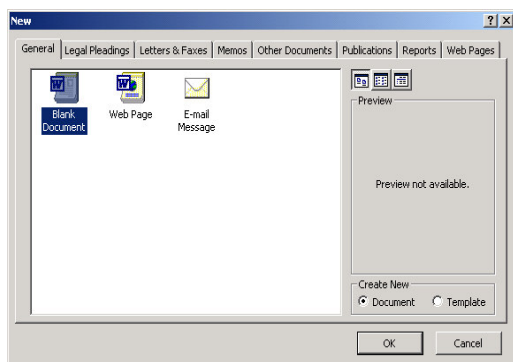 New
General Legal Pleadings Letters & Faxes Memos Other Documents Publications Reports Web Pages
Blank Document
Web Page
E-mail Message
Preview
Preview not available.
Create New
Document Template
OK Cancel